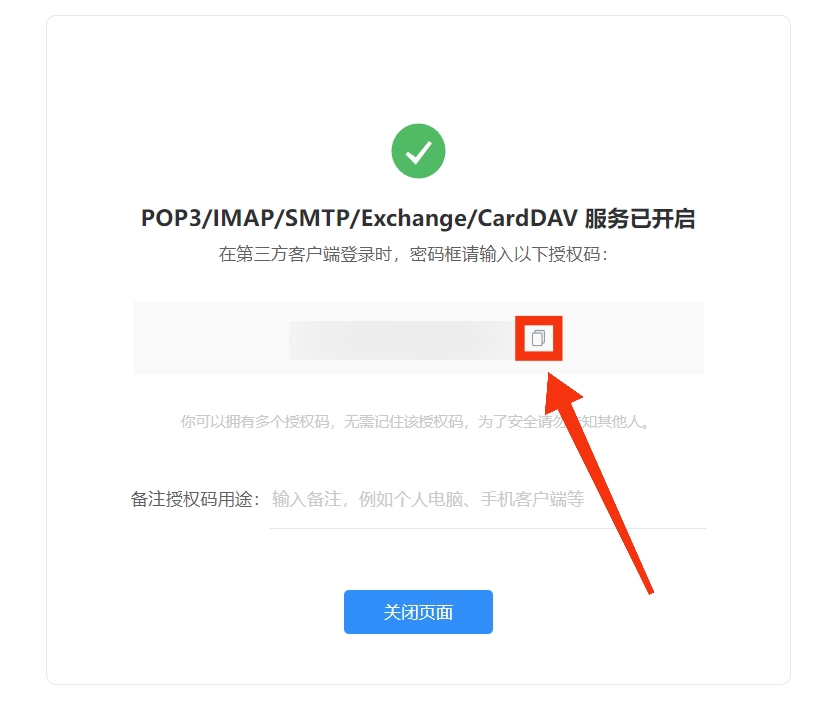 POP3/IMAP/SMTP/Exchange/CardDAV 服务已开启
在第三方客户端登录时，密码框请输入以下授权码：
你可以拥有多个授权码，无需记住该授权码，为了安全请勿告知其他人。
备注授权码用途： 输入备注，例如个人电脑、手机客户端等
关闭页面